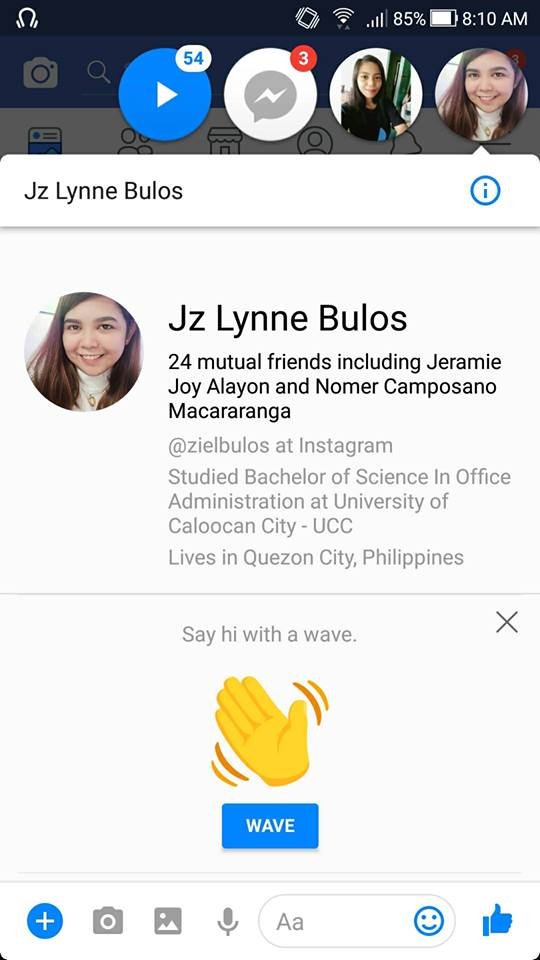 85% 8:10 AM
54
3
Jz Lynne Bulos
Jz Lynne Bulos
24 mutual friends including Jeramie
Joy Alayon and Nomer Camposano
Macararanga
@zielbulos at Instagram
Studied Bachelor of Science In Office
Administration at University of
Caloocan City - UCC
Lives in Quezon City, Philippines
Say hi with a wave.
WAVE
Aa